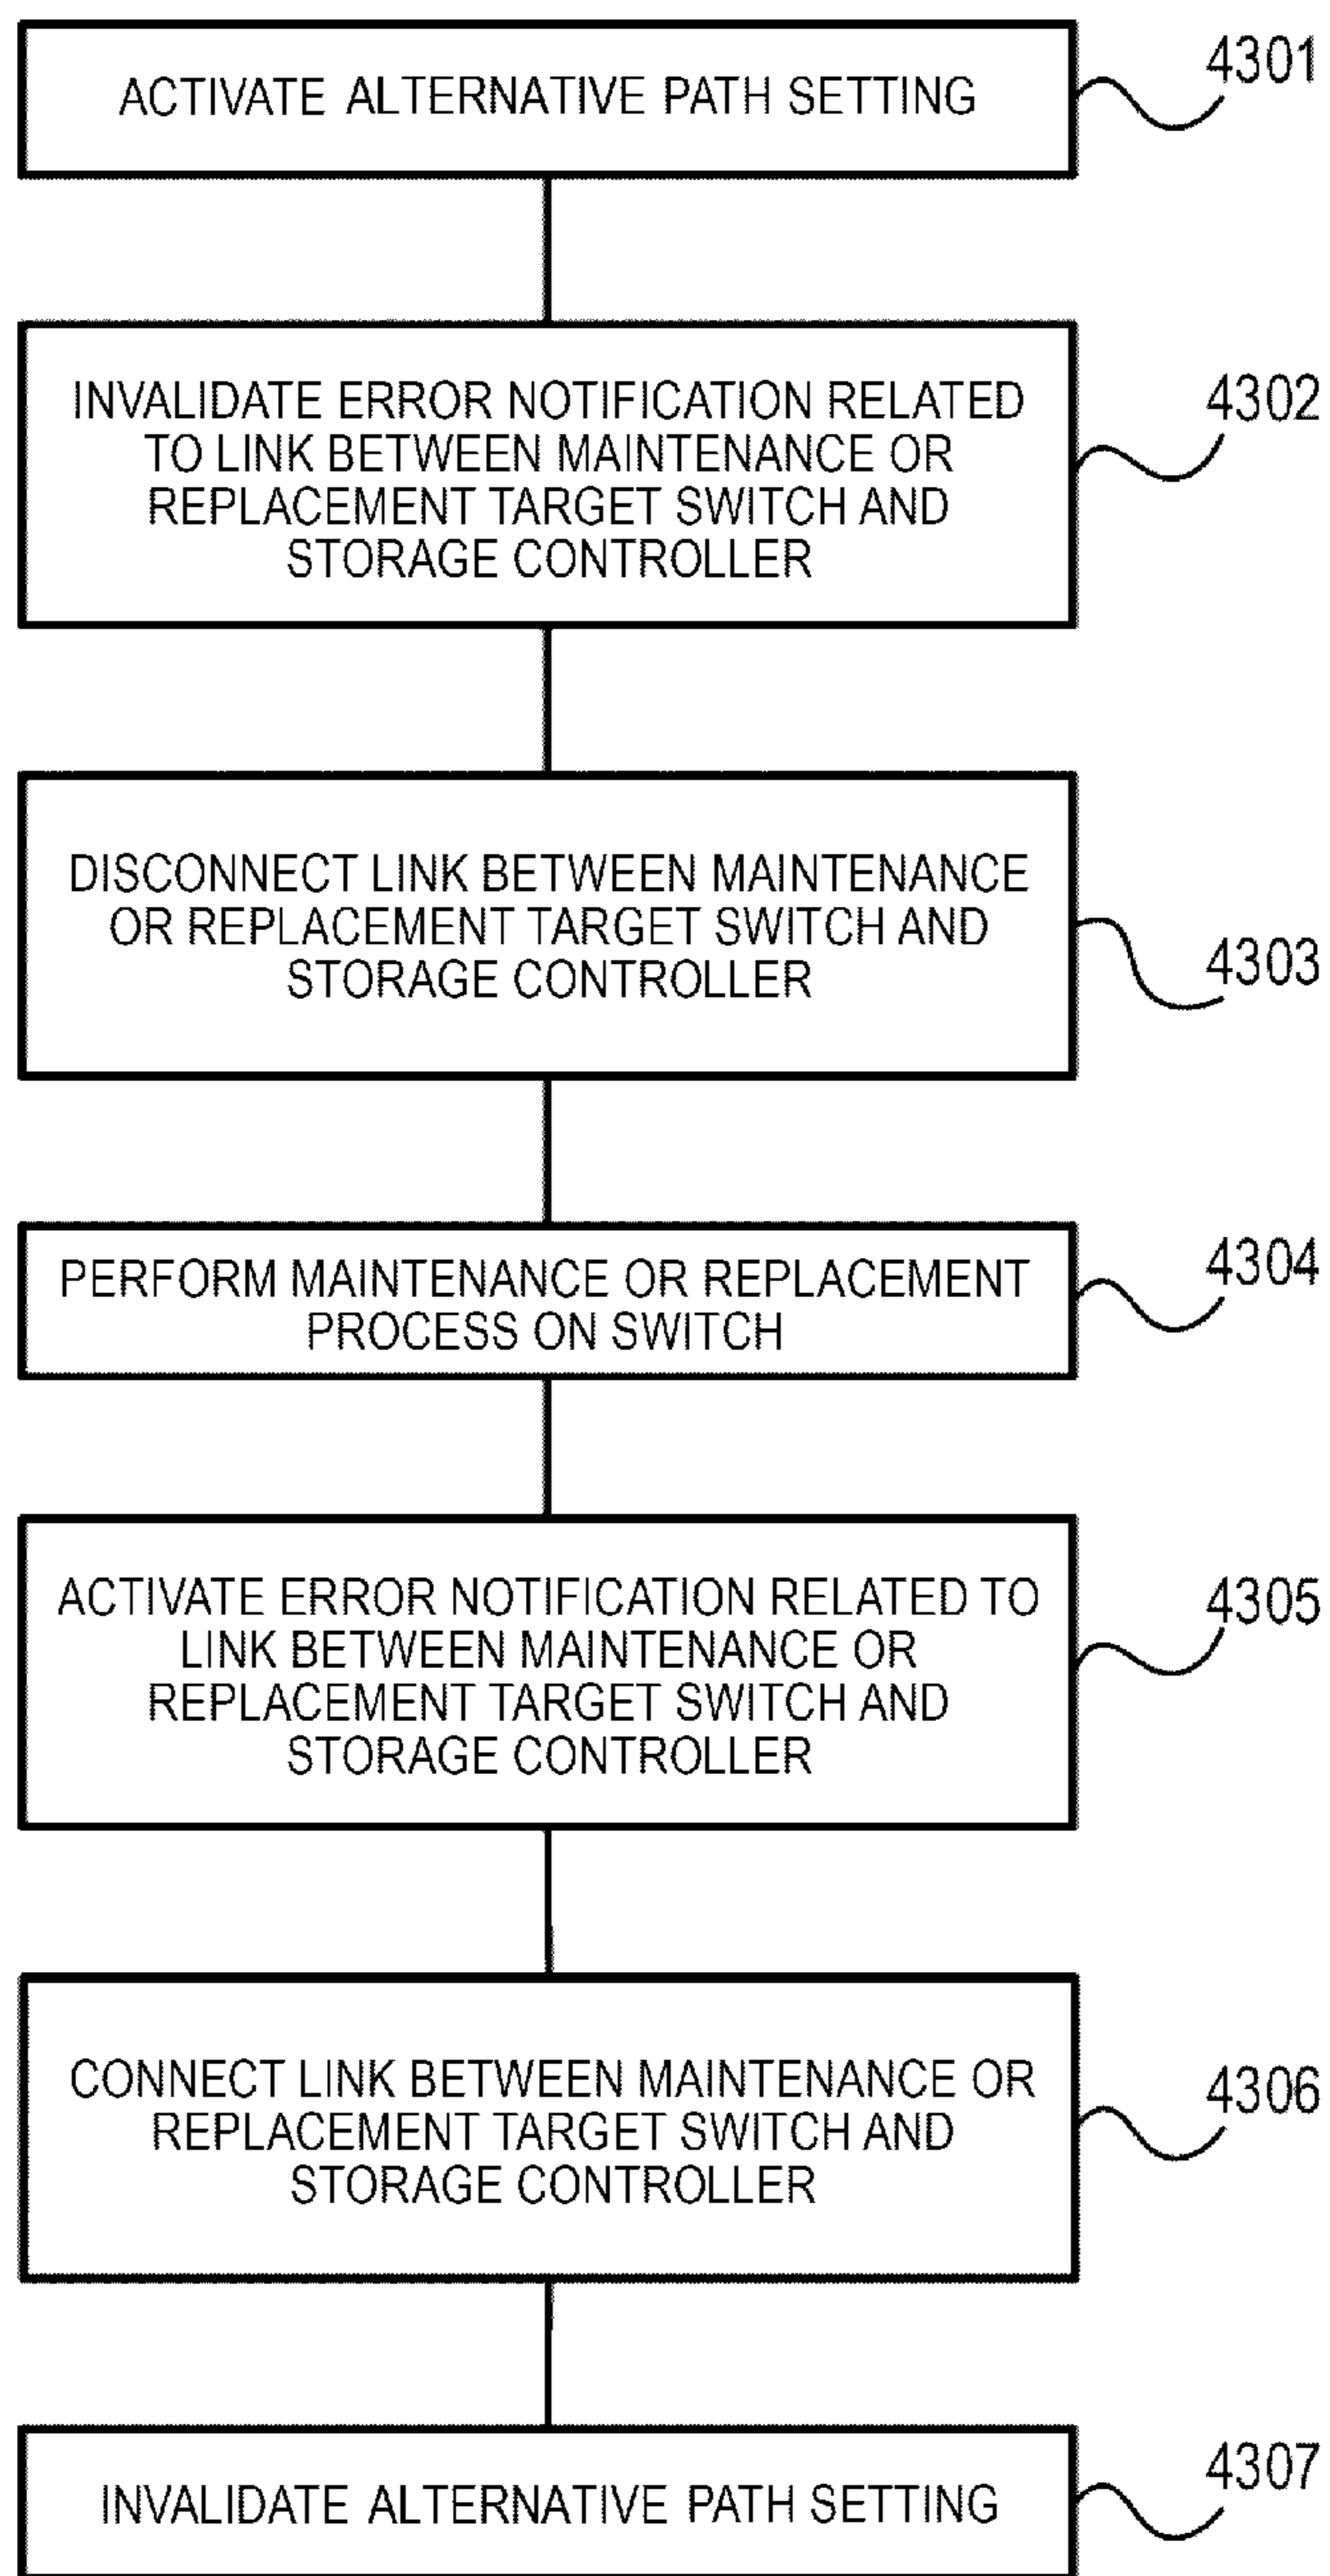 ACTIVATE ALTERNATIVE PATH SETTING
4301
INVALIDATE ERROR NOTIFICATION RELATED
TO LINK BETWEEN MAINTENANCE OR
REPLACEMENT TARGET SWITCH AND
STORAGE CONTROLLER
4302
DISCONNECT LINK BETWEEN MAINTENANCE
OR REPLACEMENT TARGET SWITCH AND
STORAGE CONTROLLER
4303
PERFORM MAINTENANCE OR REPLACEMENT
PROCESS ON SWITCH
4304
ACTIVATE ERROR NOTIFICATION RELATED TO
LINK BETWEEN MAINTENANCE OR
REPLACEMENT TARGET SWITCH AND
STORAGE CONTROLLER
4305
CONNECT LINK BETWEEN MAINTENANCE OR
REPLACEMENT TARGET SWITCH AND
STORAGE CONTROLLER
4306
INVALIDATE ALTERNATIVE PATH SETTING
4307